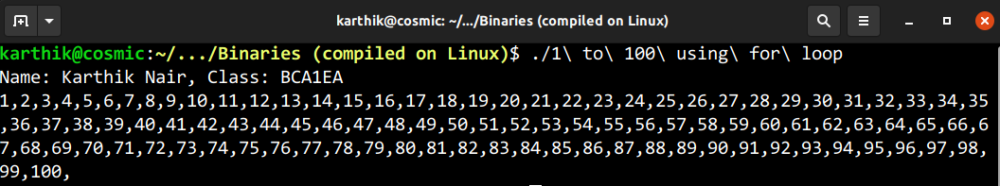 karthik@cosmic: ~/.../Binaries (compiled on Linux)
karthik@cosmic:~/.../Binaries (compiled on Linux)$ ./1\ to\ 100\ using\ for\ loop
Name: Karthik Nair, Class: BCA1EA
1,2,3,4,5,6,7,8,9,10,11,12,13,14,15,16,17,18,19,20,21,22,23,24,25,26,27,28,29,30,31,32,33,34,35
,36,37,38,39,40,41,42,43,44,45,46,47,48,49,50,51,52,53,54,55,56,57,58,59,60,61,62,63,64,65,66,6
7,68,69,70,71,72,73,74,75,76,77,78,79,80,81,82,83,84,85,86,87,88,89,90,91,92,93,94,95,96,97,98,
99,100,